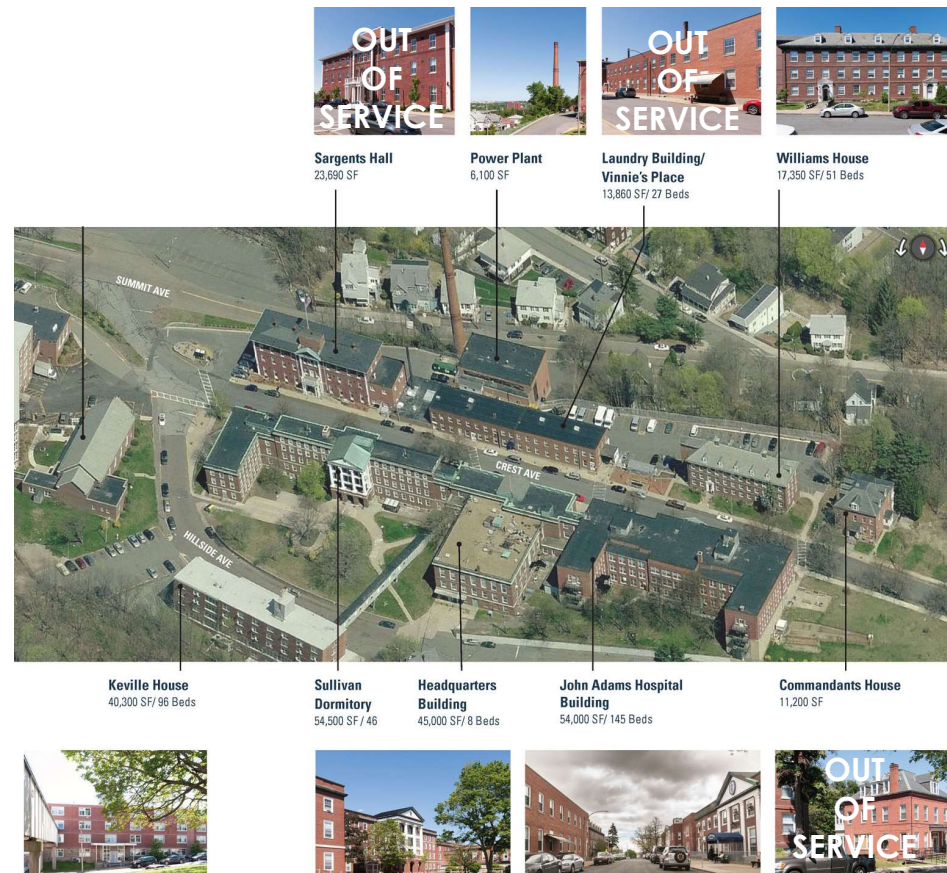 OUT
OF
SERVICE
OUT
OF
SERVICE
Sargents Hall
23,690 SF
Power Plant
6,100 SF
Laundry Building/
Vinnie's Place
13,860 SF/ 27 Beds
Williams House
17,350 SF/ 51 Beds
SUMMIT AVE
CREST AVE
HILLSIDE AVE
Keville House
40,300 SF/ 96 Beds
Sullivan
Dormitory
54,500 SF / 46
Headquarters
Building
45,000 SF/ 8 Beds
John Adams Hospital
Building
54,000 SF/ 145 Beds
Commandants House
11,200 SF
OUT
OF
SERVICE